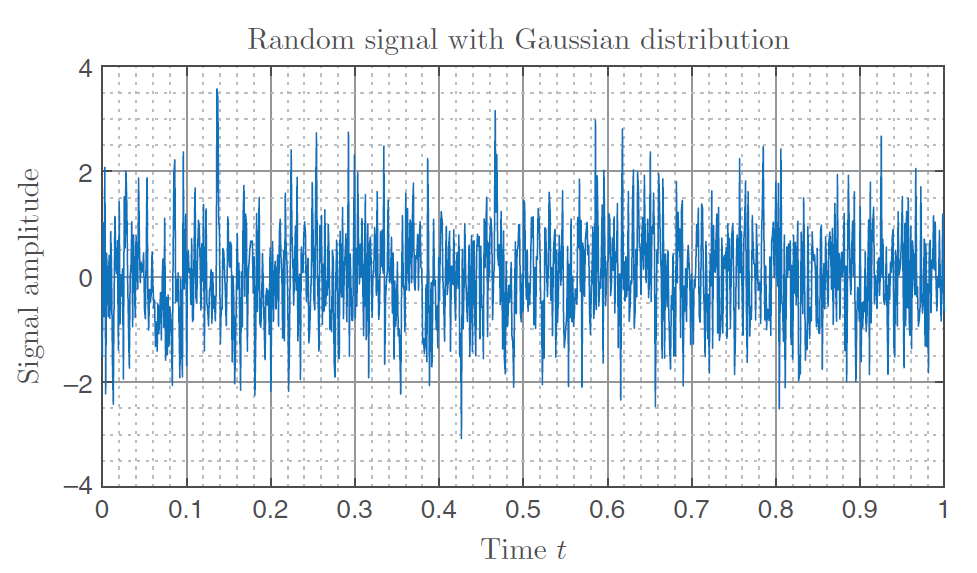 Random signal with Gaussian distribution
4
2
0
−2
−4
Signal amplitude
0 0.1 0.2 0.3 0.4 0.5 0.6 0.7 0.8 0.9 1
Time t